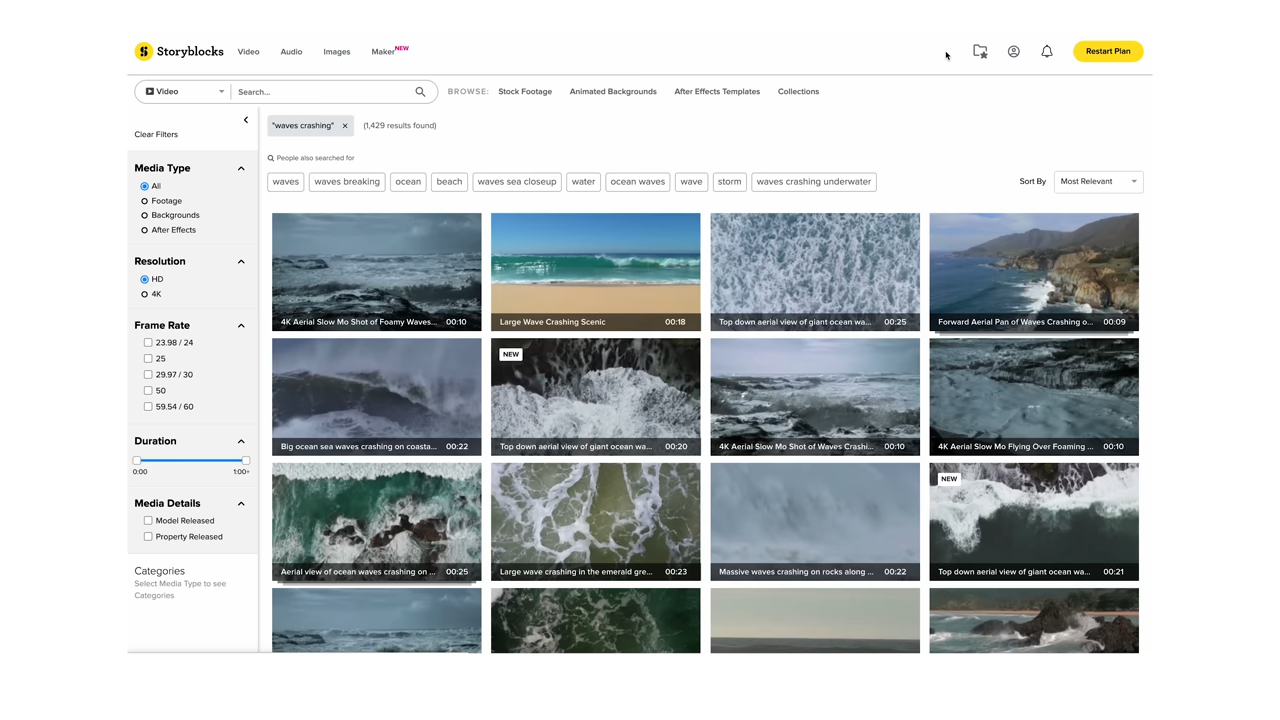 Storyblocks Video Audio Images Maker NEW Restart Plan
Video Search... BROWSE: Stock Footage Animated Backgrounds After Effects Templates Collections
"waves crashing" × (1,429 results found)
Clear Filters
People also searched for
waves waves breaking ocean beach waves sea closeup water ocean waves wave storm waves crashing underwater Sort By Most Relevant
Media Type
All
Footage
Backgrounds
After Effects
Resolution
HD
4K
Frame Rate
23.98 / 24
25
29.97 / 30
50
59.54 / 60
Duration
0:00 1:00+
Media Details
Model Released
Property Released
Categories
Select Media Type to see
Categories
4K Aerial Slow Mo Shot of Foamy Waves... 00:10
Large Wave Crashing Scenic 00:18
Top down aerial view of giant ocean wa... 00:25
Forward Aerial Pan of Waves Crashing o... 00:09
Big ocean sea waves crashing on coasta... 00:22
NEW
Top down aerial view of giant ocean wa... 00:20
4K Aerial Slow Mo Shot of Waves Crashi... 00:10
4K Aerial Slow Mo Flying Over Foaming ... 00:10
Aerial view of ocean waves crashing on ... 00:25
Large wave crashing in the emerald gre... 00:23
Massive waves crashing on rocks along ... 00:22
NEW
Top down aerial view of giant ocean wa... 00:21